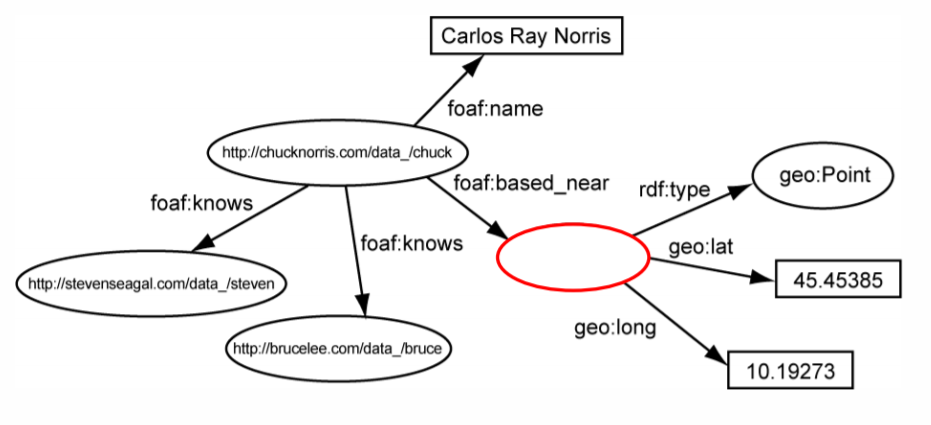 Carlos Ray Norris
foaf:name
http://chucknorris.com/data_/chuck
foaf:based_near
rdf:type
geo:Point
foaf:knows
foaf:knows
geo:lat
http://stevenseagal.com/data_/steven
45.45385
geo:long
http://brucelee.com/data_/bruce
10.19273